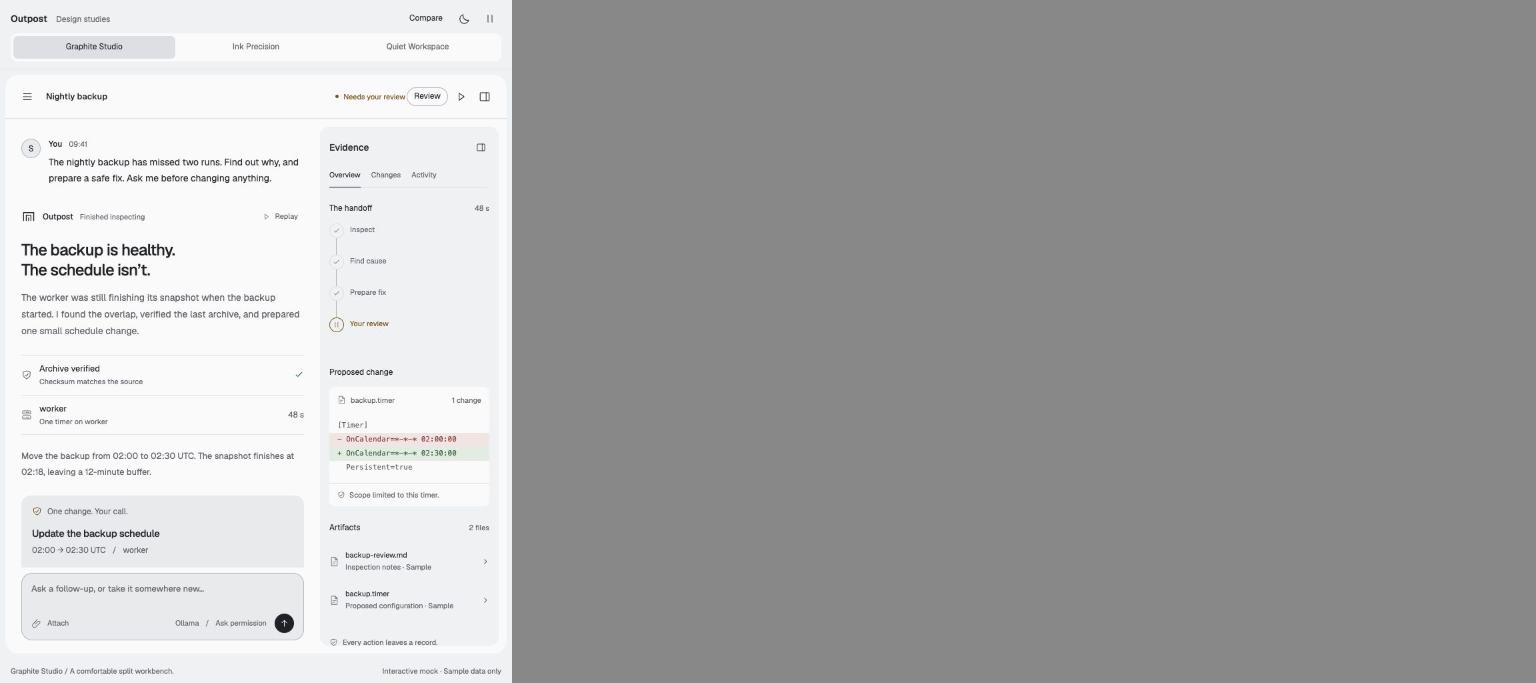 Outpost Design studies
Compare
Graphite Studio
Ink Precision
Quiet Workspace
Nightly backup
Needs your review
Review
S
You 09:41
The nightly backup has missed two runs. Find out why, and
prepare a safe fix. Ask me before changing anything.
Outpost Finished inspecting
Replay
The backup is healthy.
The schedule isn't.
The worker was still finishing its snapshot when the backup
started. I found the overlap, verified the last archive, and prepared
one small schedule change.
Archive verified
Checksum matches the source
worker
One timer on worker
48 s
Move the backup from 02:00 to 02:30 UTC. The snapshot finishes at
02:18, leaving a 12-minute buffer.
One change. Your call.
Update the backup schedule
02:00 → 02:30 UTC / worker
Ask a follow-up, or take it somewhere new…
Attach
Ollama / Ask permission
Evidence
Overview
Changes
Activity
The handoff
48 s
Inspect
Find cause
Prepare fix
Your review
Proposed change
backup.timer
1 change
[Timer]
− OnCalendar=*-*-* 02:00:00
+ OnCalendar=*-*-* 02:30:00
Persistent=true
Scope limited to this timer.
Artifacts
2 files
backup-review.md
Inspection notes · Sample
backup.timer
Proposed configuration · Sample
Every action leaves a record.
Graphite Studio / A comfortable split workbench.
Interactive mock · Sample data only